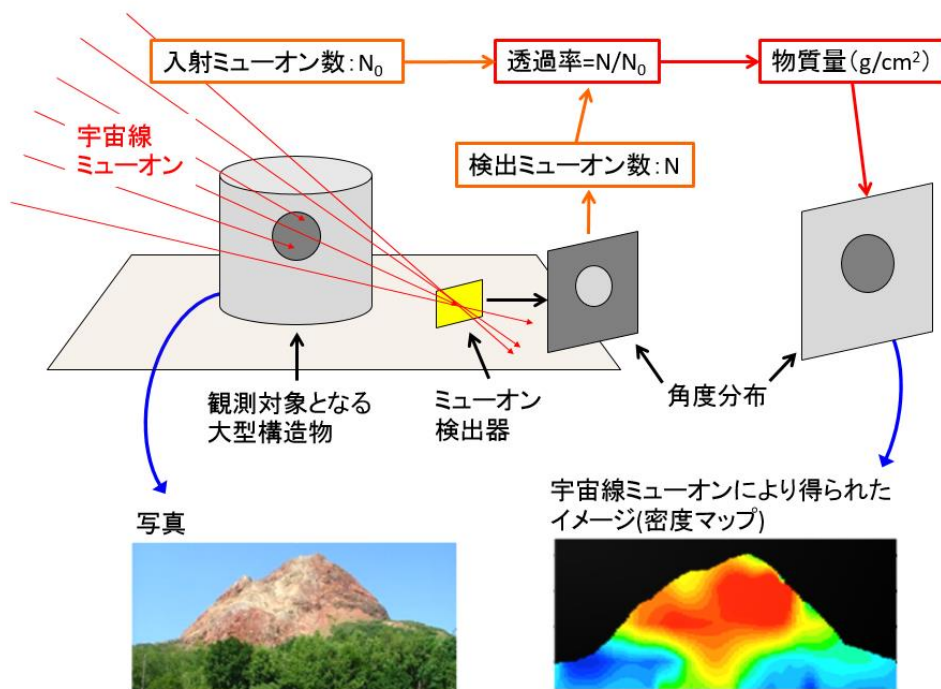 入射ミューオン数：N₀
透過率=N/N₀
物質量(g/cm²)
宇宙線
ミューオン
検出ミューオン数：N
観測対象となる
大型構造物
ミューオン
検出器
角度分布
写真
宇宙線ミューオンにより得られた
イメージ(密度マップ)